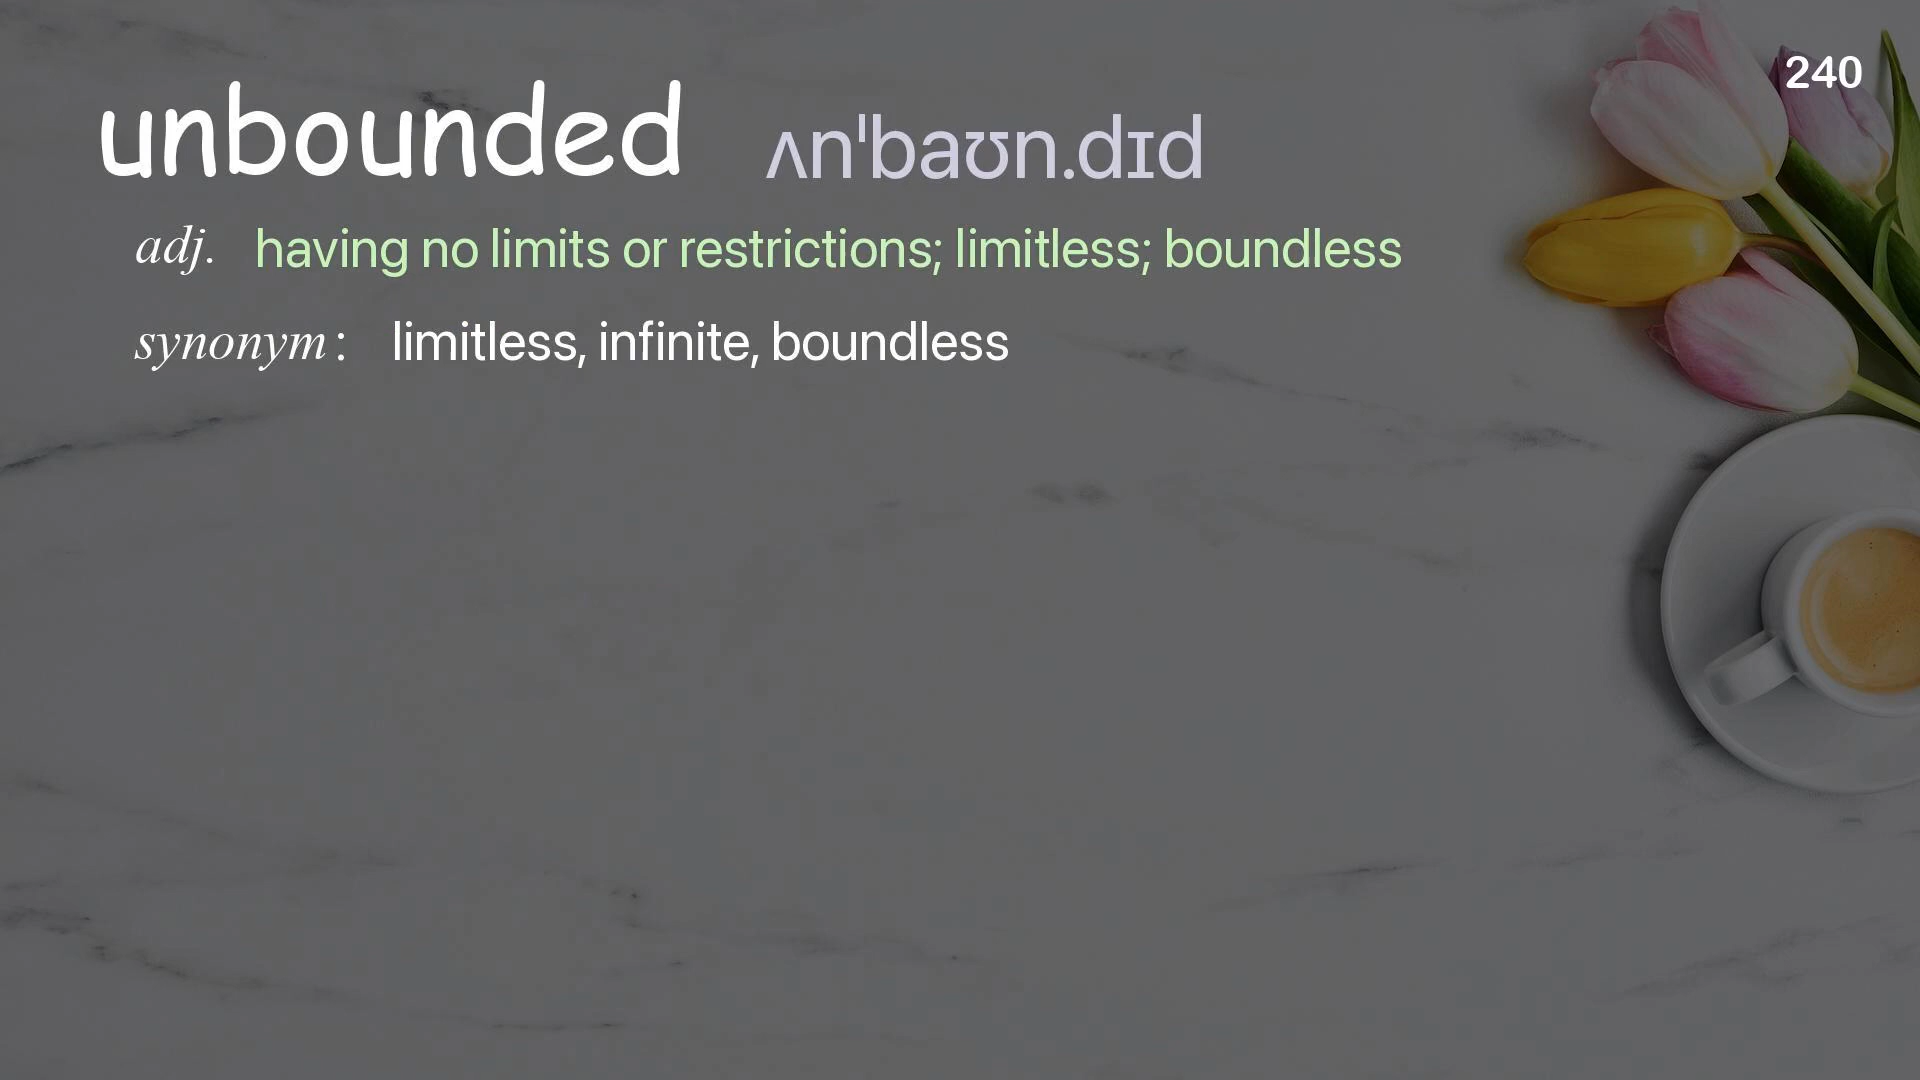 240
unbounded ʌnˈbaʊn.dɪd
adj. having no limits or restrictions; limitless; boundless
synonym : limitless, infinite, boundless